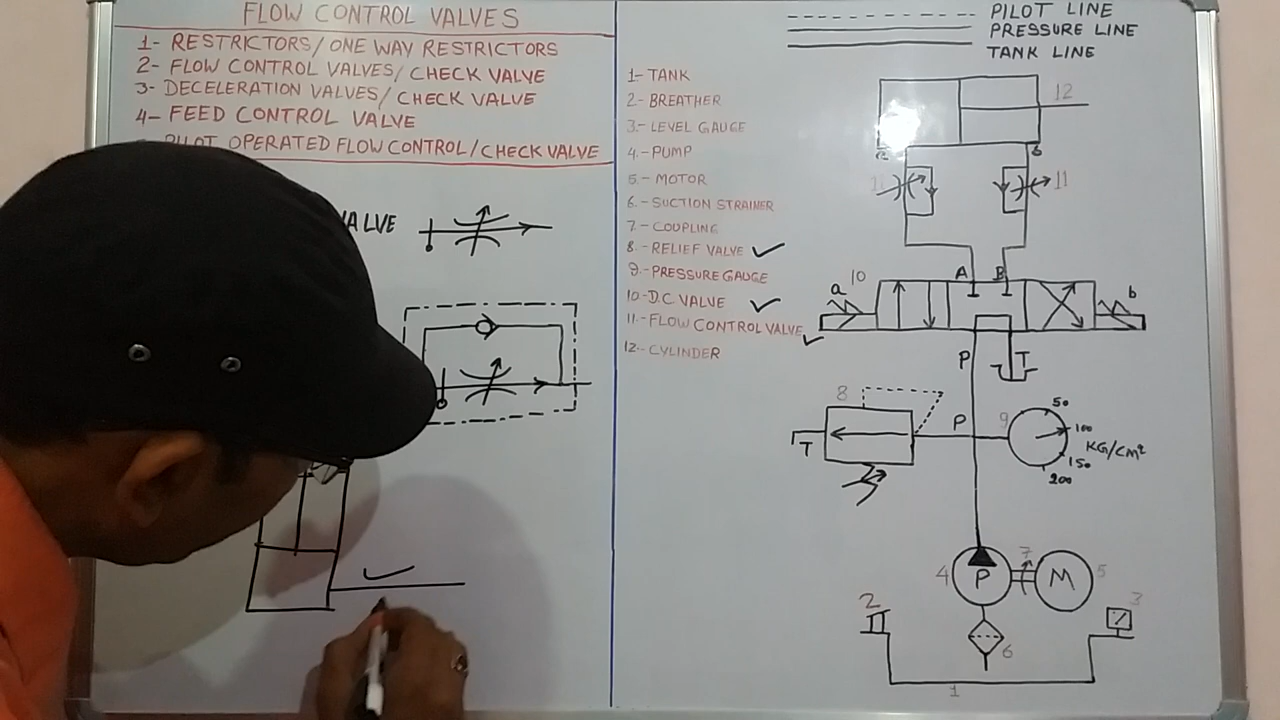 FLOW CONTROL VALVES
1- RESTRICTORS/ONE WAY RESTRICTORS
2- FLOW CONTROL VALVES/CHECK VALVE
3- DECELERATION VALVES/CHECK VALVE
4- FEED CONTROL VALVE
PILOT OPERATED FLOW CONTROL/CHECK VALVE
VALVE
PILOT LINE
PRESSURE LINE
TANK LINE
1- TANK
2- BREATHER
3.- LEVEL GAUGE
4.- PUMP
5- MOTOR
6.- SUCTION STRAINER
7- COUPLING
8.- RELIEF VALVE
9.- PRESSURE GAUGE
10- D.C VALVE
11.- FLOW CONTROL VALVE
12- CYLINDER
12
11
11
A B
10
a
b
P T
8
T
P
9
50
100
150
200
KG/CM²
4
P
7
M
5
2
3
6
1